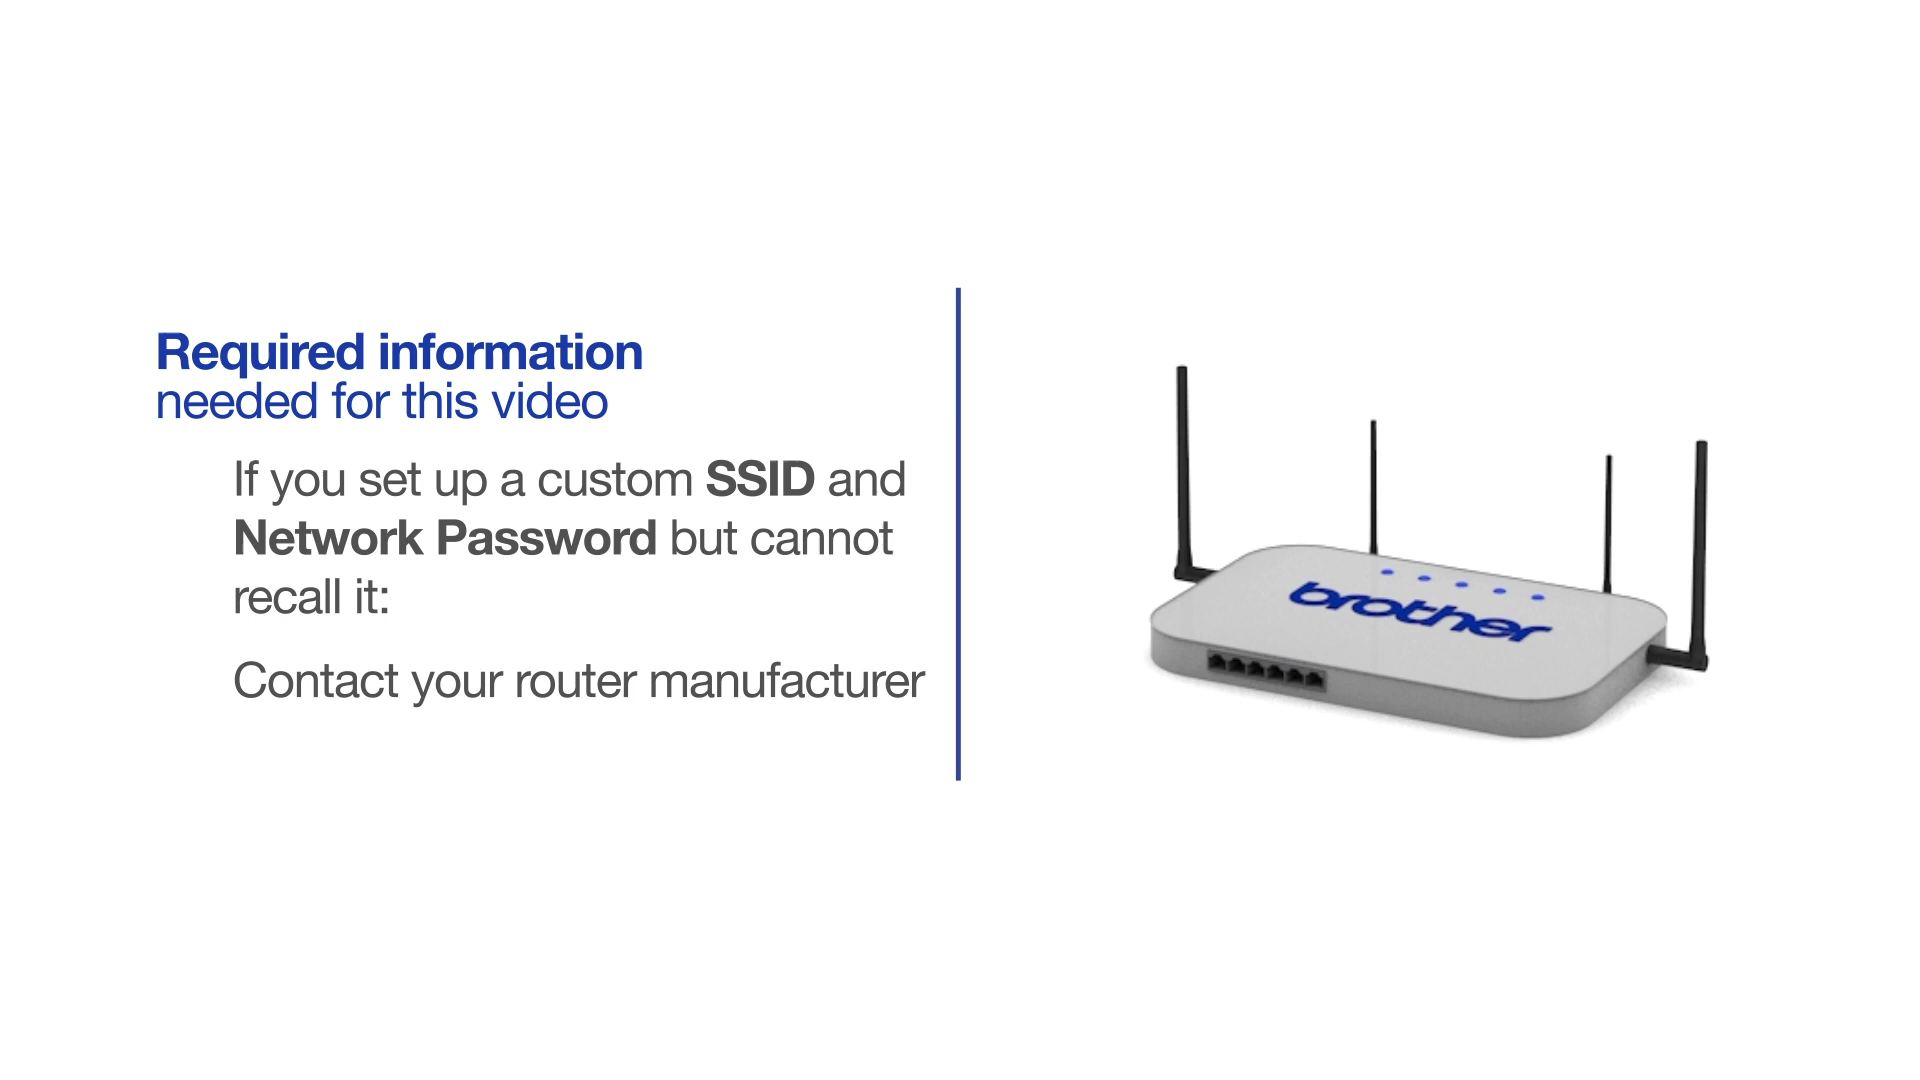 Required information
needed for this video
If you set up a custom SSID and
Network Password but cannot
recall it:
Contact your router manufacturer
brother